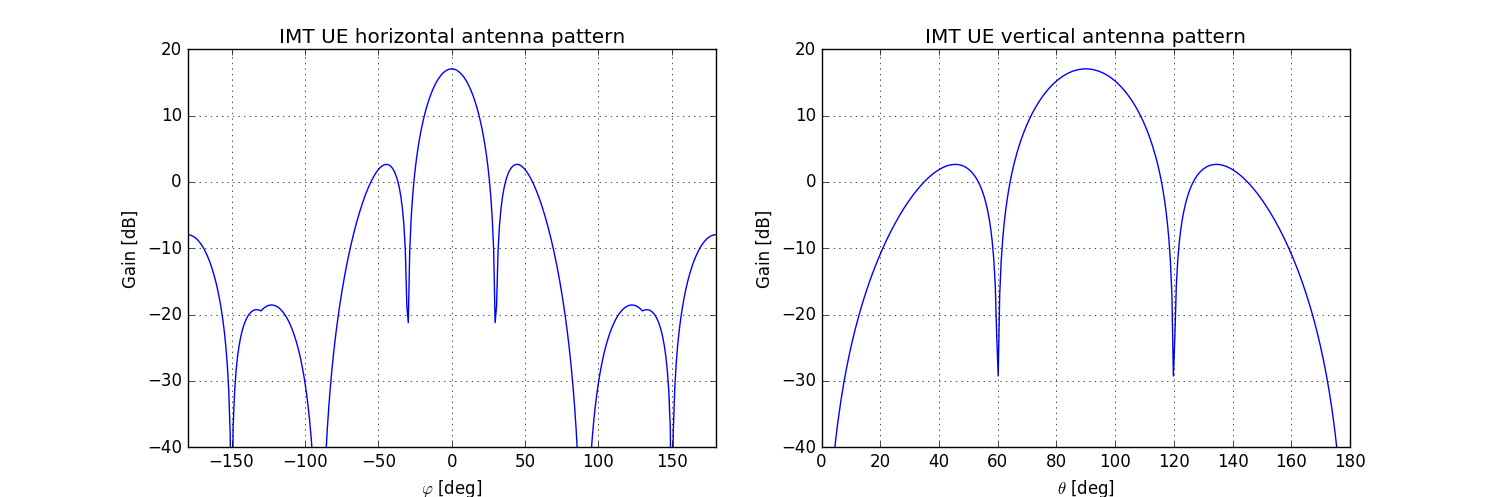 IMT UE horizontal antenna pattern
20
10
0
−10
−20
−30
−40
Gain [dB]
−150 −100 −50 0 50 100 150
φ [deg]
IMT UE vertical antenna pattern
20
10
0
−10
−20
−30
−40
Gain [dB]
0 20 40 60 80 100 120 140 160 180
θ [deg]